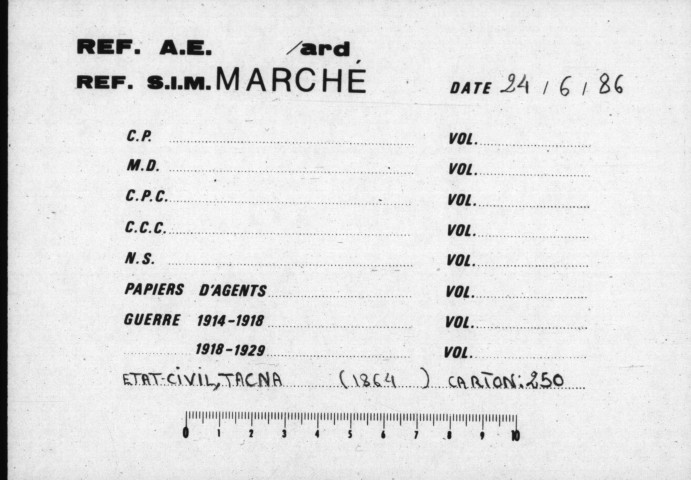 REF. A.E. /ard
REF. S.I.M. MARCHÉ DATE 24 / 6 / 86
C.P. VOL.
M.D. VOL.
C.P.C. VOL.
C.C.C. VOL.
N.S. VOL.
PAPIERS D'AGENTS VOL.
GUERRE 1914-1918 VOL.
1918-1929 VOL.
ETAT-CIVIL, TACNA (1864 ) CARTON: 250
0 1 2 3 4 5 6 7 8 9 10